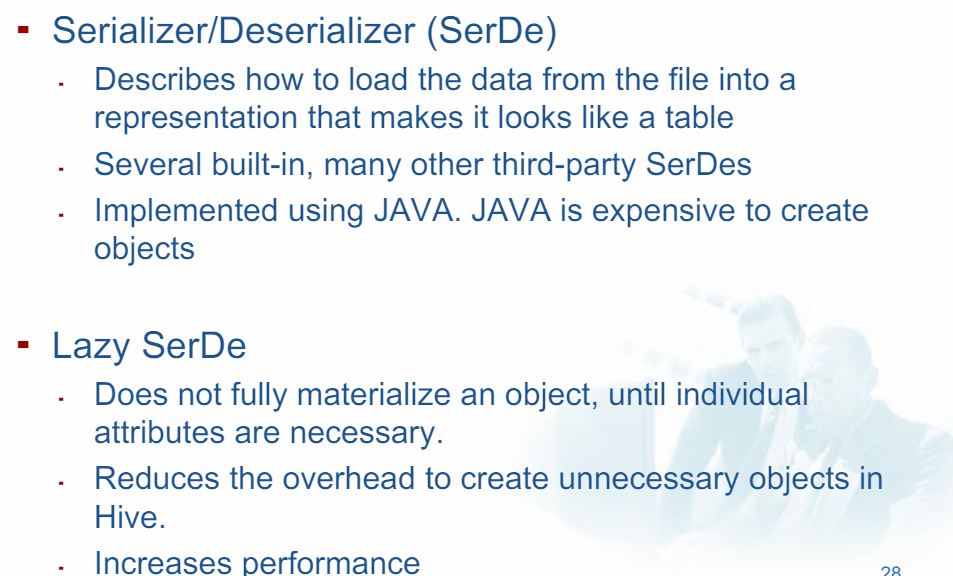 Serializer/Deserializer (SerDe)
Describes how to load the data from the file into a
representation that makes it looks like a table
Several built-in, many other third-party SerDes
Implemented using JAVA. JAVA is expensive to create
objects
Lazy SerDe
Does not fully materialize an object, until individual
attributes are necessary.
Reduces the overhead to create unnecessary objects in
Hive.
Increases performance
28